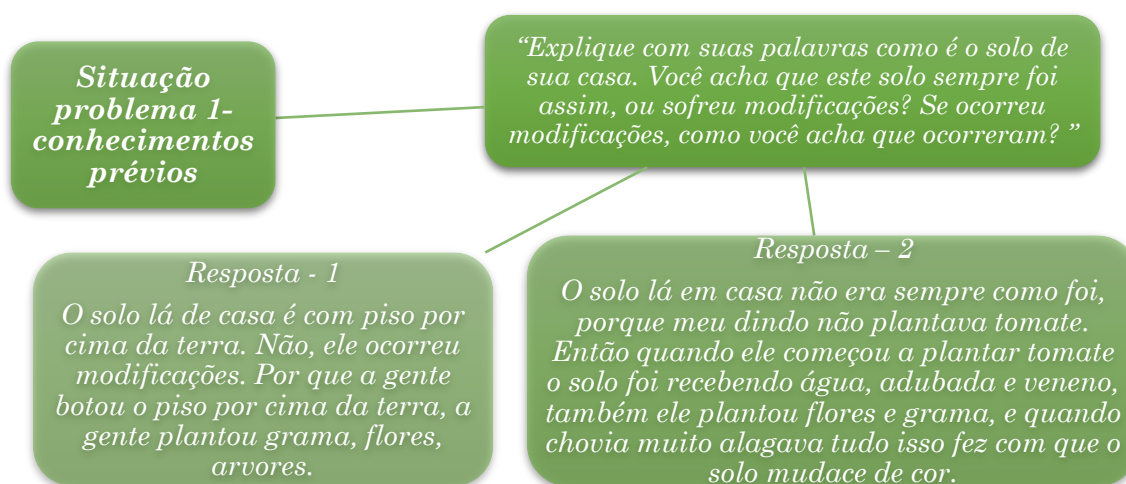 Situação
problema 1-
conhecimentos
prévios
“Explique com suas palavras como é o solo de
sua casa. Você acha que este solo sempre foi
assim, ou sofreu modificações? Se ocorreu
modificações, como você acha que ocorreram? ”
Resposta - 1
O solo lá de casa é com piso por
cima da terra. Não, ele ocorreu
modificações. Por que a gente
botou o piso por cima da terra, a
gente plantou grama, flores,
arvores.
Resposta – 2
O solo lá em casa não era sempre como foi,
porque meu dindo não plantava tomate.
Então quando ele começou a plantar tomate
o solo foi recebendo água, adubada e veneno,
também ele plantou flores e grama, e quando
chovia muito alagava tudo isso fez com que o
solo mudace de cor.